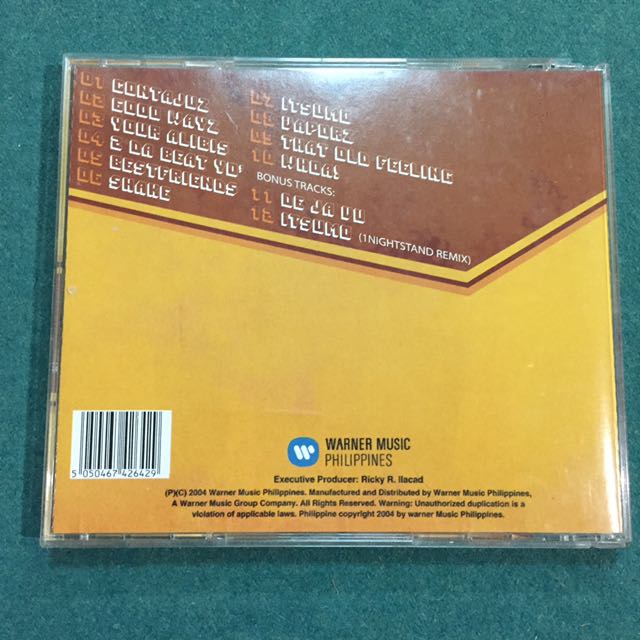 01 CONTAJUZ
02 GOOD WAYZ
03 YOUR ALIBIS
04 2 DA BEAT YO'
05 BESTFRIENDS
06 SHAKE
07 ITSUMO
08 VAPORZ
09 THAT OLD FEELING
10 WHOA!
BONUS TRACKS:
11 DE JA VU
12 ITSUMO (1NIGHTSTAND REMIX)
5 050467 426429
WARNER MUSIC
PHILIPPINES
Executive Producer: Ricky R. Ilacad
(P)(C) 2004 Warner Music Philippines. Manufactured and Distributed by Warner Music Philippines,
A Warner Music Group Company. All Rights Reserved. Warning: Unauthorized duplication is a
violation of applicable laws. Philippine copyright 2004 by warner Music Philippines.